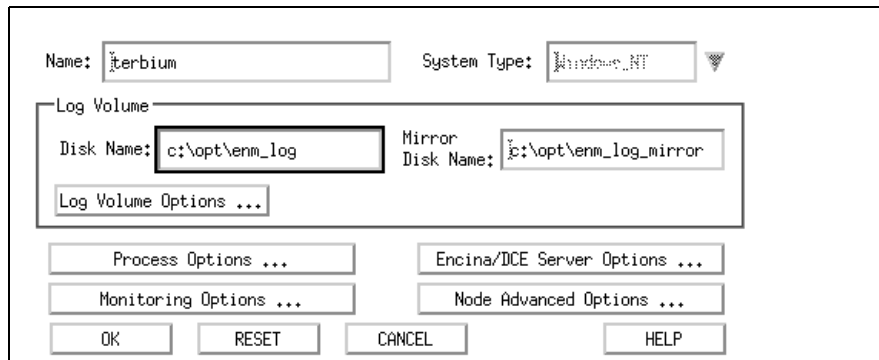 Name: terbium System Type: Windows_NT
Log Volume
Disk Name: c:\opt\enm_log Mirror Disk Name: c:\opt\enm_log_mirror
Log Volume Options ...
Process Options ... Encina/DCE Server Options ...
Monitoring Options ... Node Advanced Options ...
OK RESET CANCEL HELP